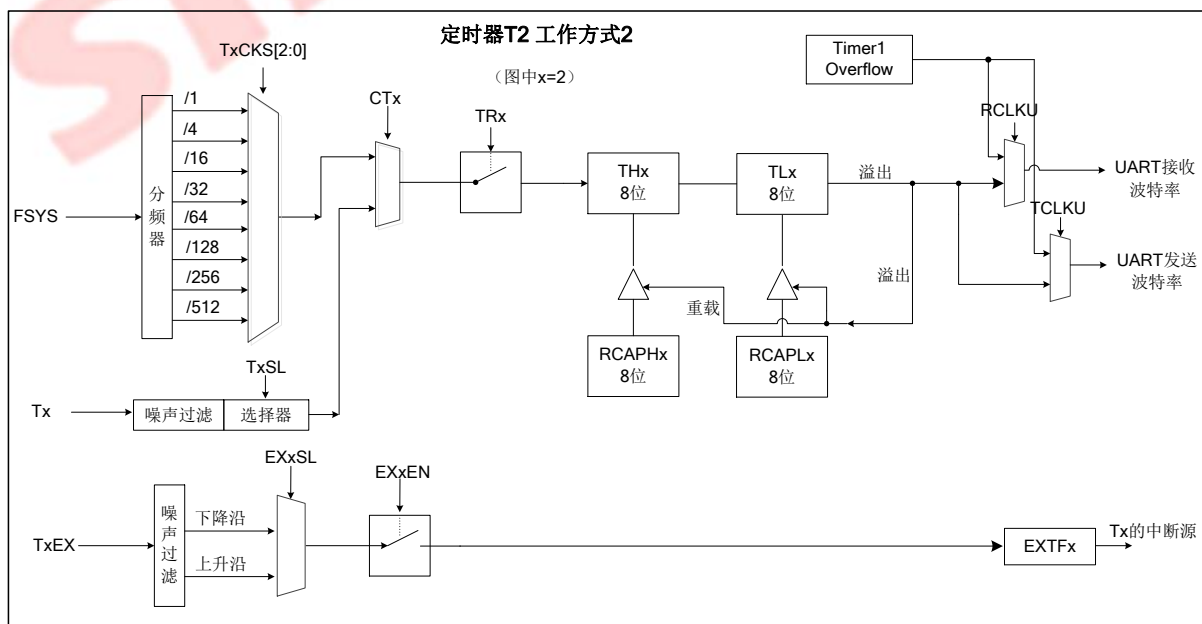 定时器T2 工作方式2
（图中x=2）
TxCKS[2:0]
/1
/4
/16
/32
/64
/128
/256
/512
FSYS
分频器
CTx
TRx
THx
8位
TLx
8位
溢出
Timer1
Overflow
RCLKU
UART接收
波特率
TCLKU
UART发送
波特率
溢出
重载
RCAPHx
8位
RCAPLx
8位
TxSL
Tx
噪声过滤
选择器
EXxSL
EXxEN
TxEX
噪声过滤
下降沿
上升沿
EXTFx
Tx的中断源